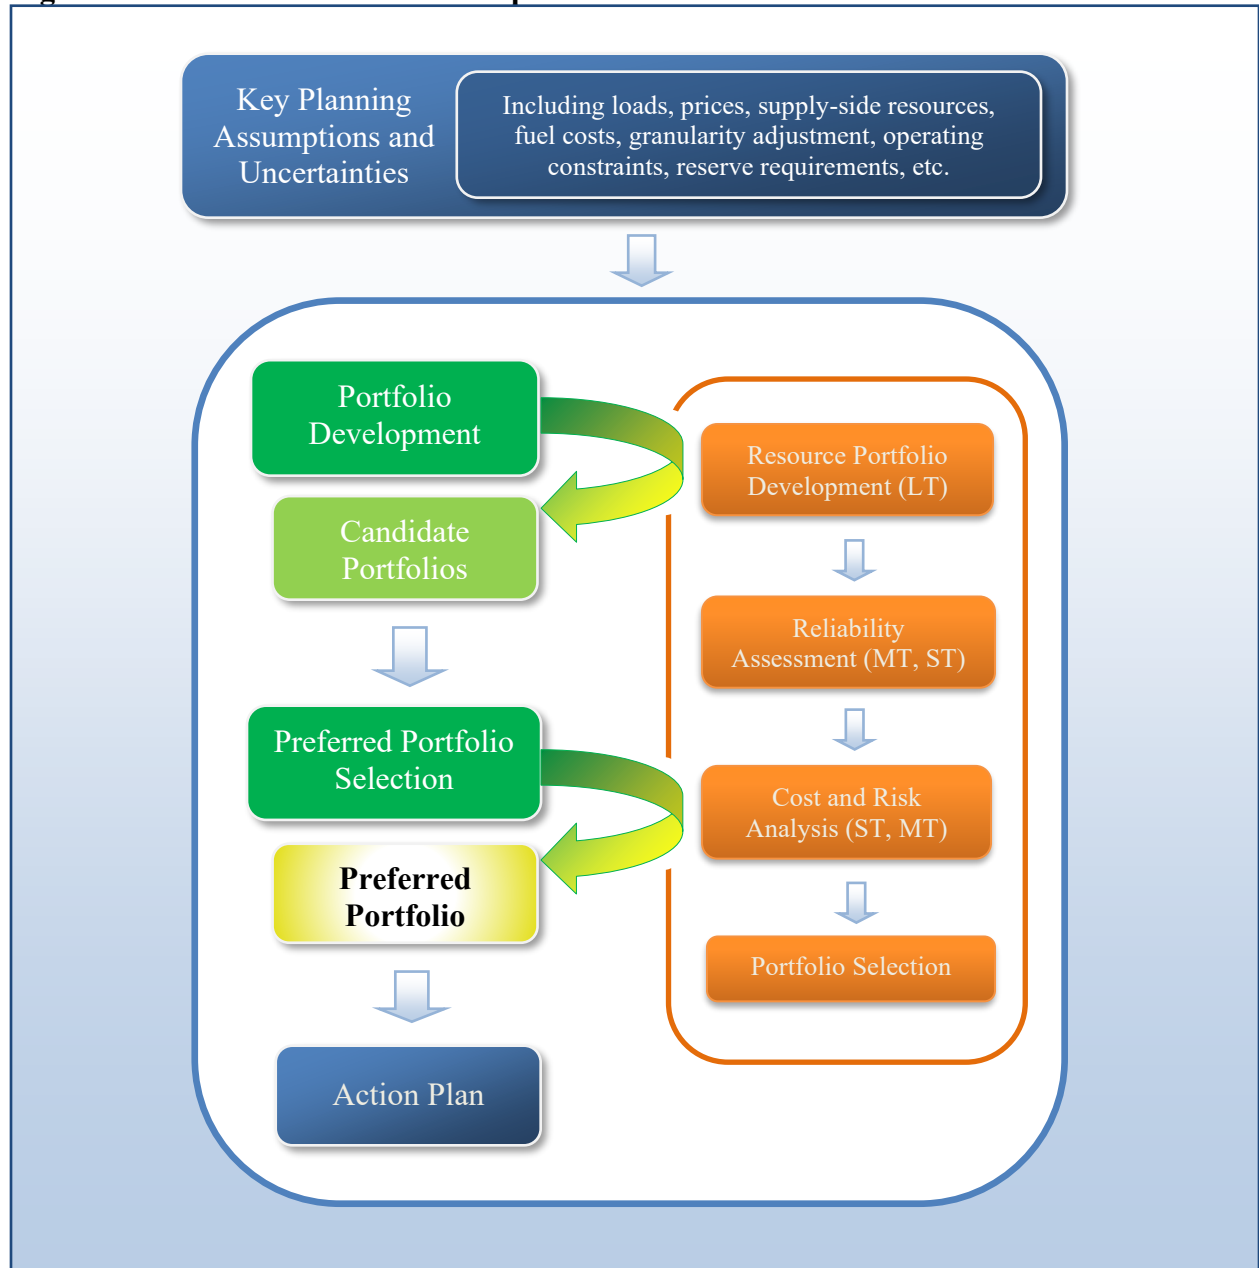 Key Planning
Assumptions and
Uncertainties
Including loads, prices, supply-side resources,
fuel costs, granularity adjustment, operating
constraints, reserve requirements, etc.
Portfolio
Development
Candidate
Portfolios
Preferred Portfolio
Selection
Preferred
Portfolio
Action Plan
Resource Portfolio
Development (LT)
Reliability
Assessment (MT, ST)
Cost and Risk
Analysis (ST, MT)
Portfolio Selection